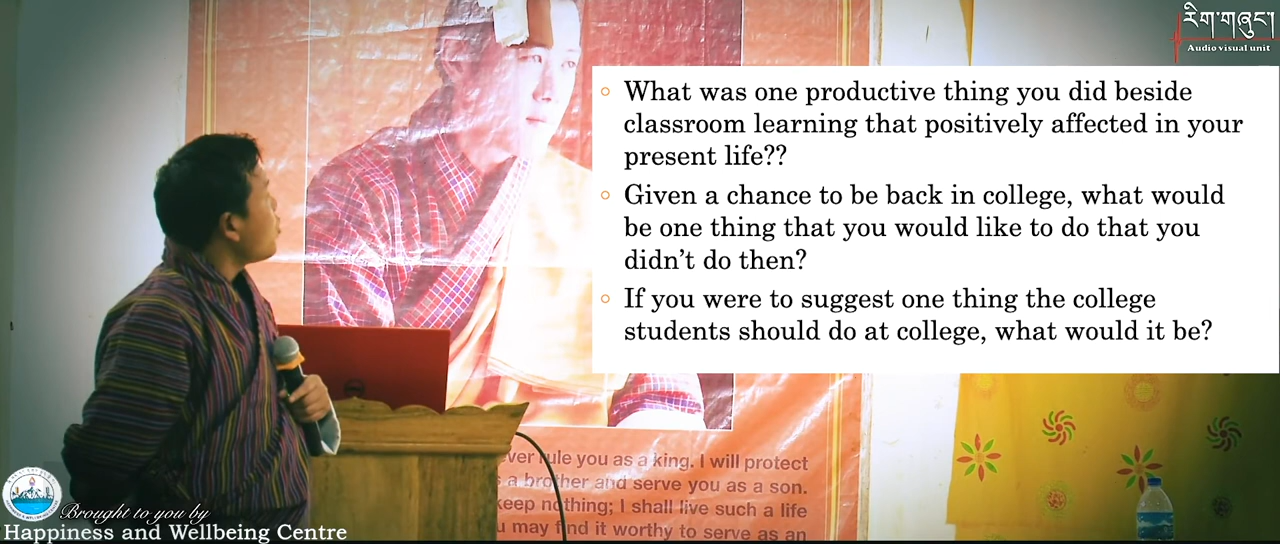 རིག་གཞུང་།
Audio visual unit
What was one productive thing you did beside
classroom learning that positively affected in your
present life??
Given a chance to be back in college, what would
be one thing that you would like to do that you
didn't do then?
If you were to suggest one thing the college
students should do at college, what would it be?
rule you as a king. I will protect
a brother and serve you as a son.
keep nothing; I shall live such a life
may find it worthy to serve as an
Brought to you by
Happiness and Wellbeing Centre